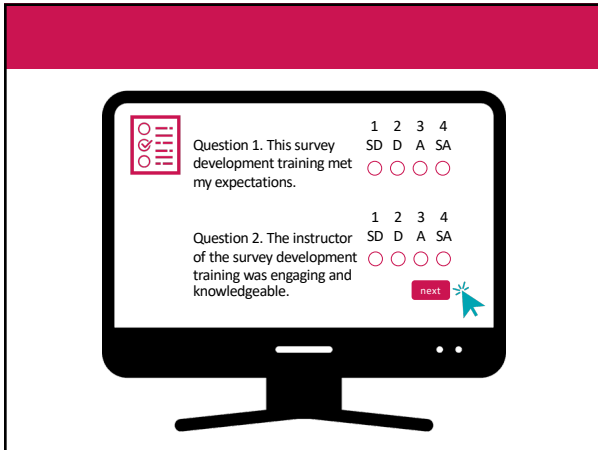 1 2 3 4
SD D A SA
Question 1. This survey
development training met
my expectations.
1 2 3 4
SD D A SA
Question 2. The instructor
of the survey development
training was engaging and
knowledgeable.
next